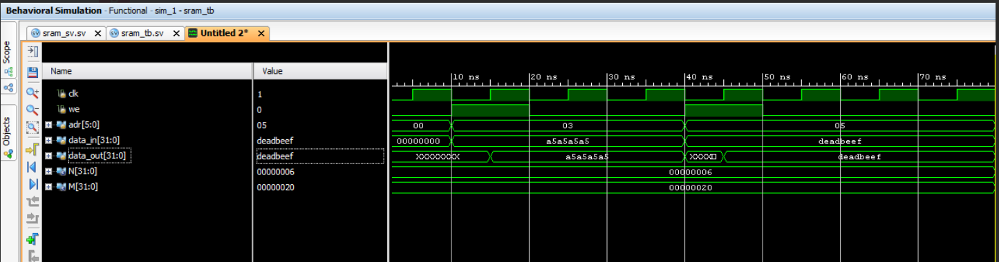 Behavioral Simulation - Functional - sim_1 - sram_tb
sram_sv.sv
sram_tb.sv
Untitled 2*
Scope
Objects
Name Value
10 ns 20 ns 30 ns 40 ns 50 ns 60 ns 70 ns
clk 1
we 0
adr[5:0] 05 00 03 05
data_in[31:0] deadbeef 00000000 a5a5a5a5 deadbeef
data_out[31:0] deadbeef XXXXXXXX a5a5a5a5 XXXX deadbeef
N[31:0] 00000006 00000006
M[31:0] 00000020 00000020